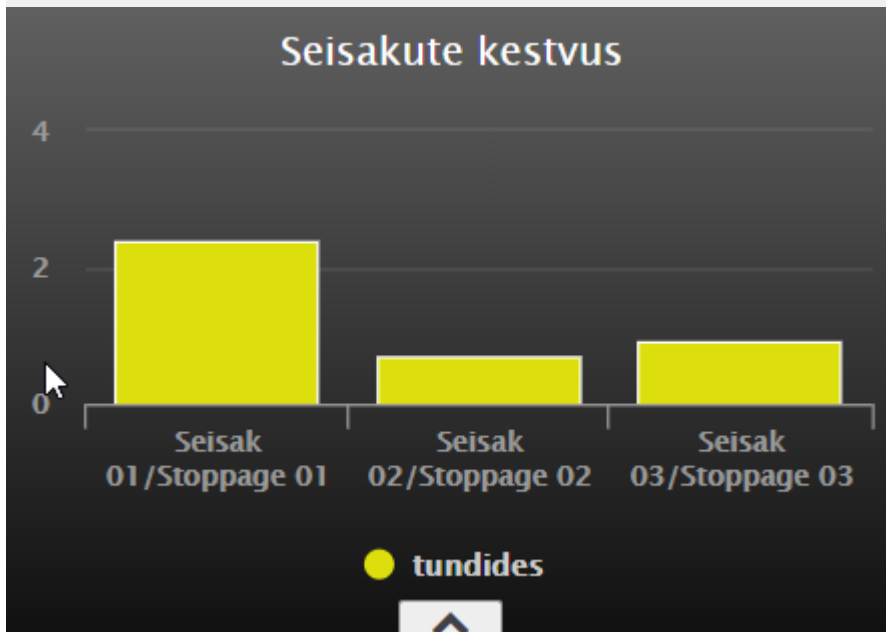 Seisakute kestvus
4
2
0
Seisak
01/Stoppage 01
Seisak
02/Stoppage 02
Seisak
03/Stoppage 03
tundides